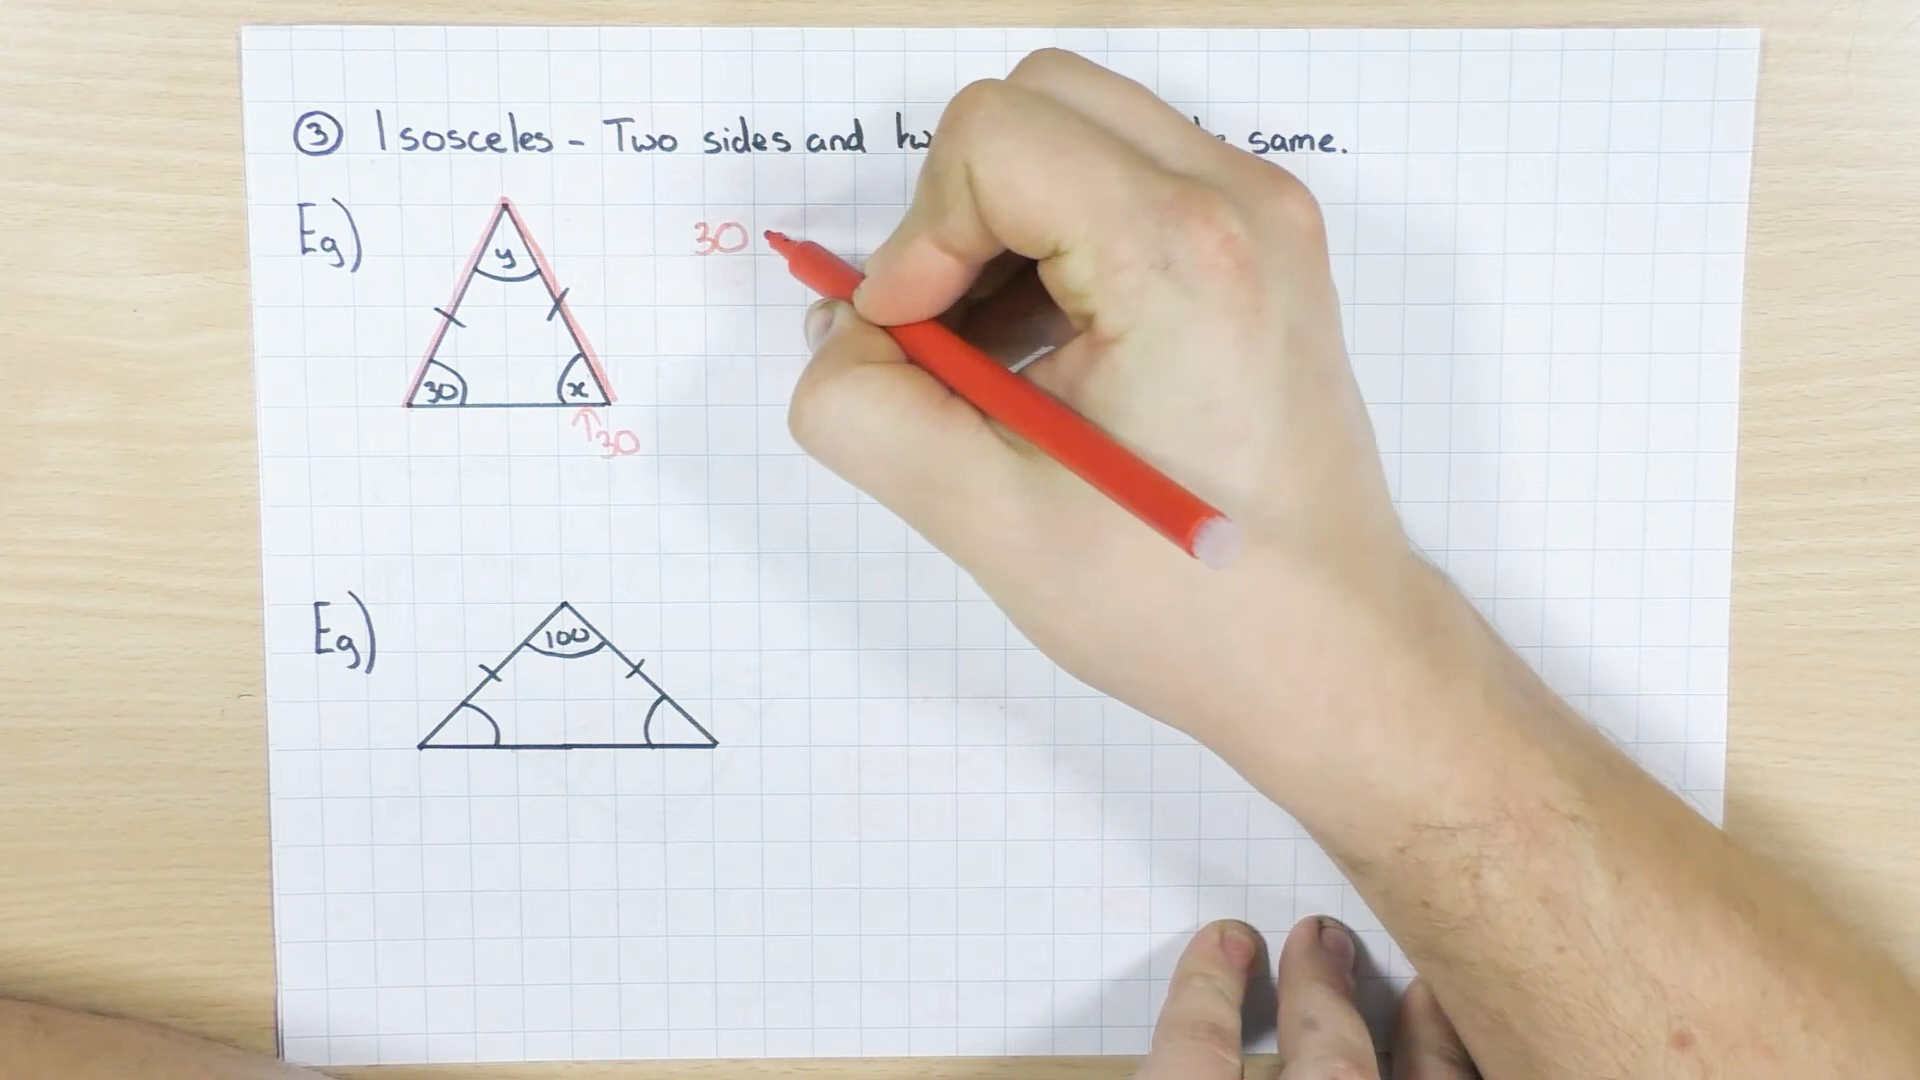 ③ Isosceles - Two sides and same.
Eg)
y
30
x
30
30
Eg)
100